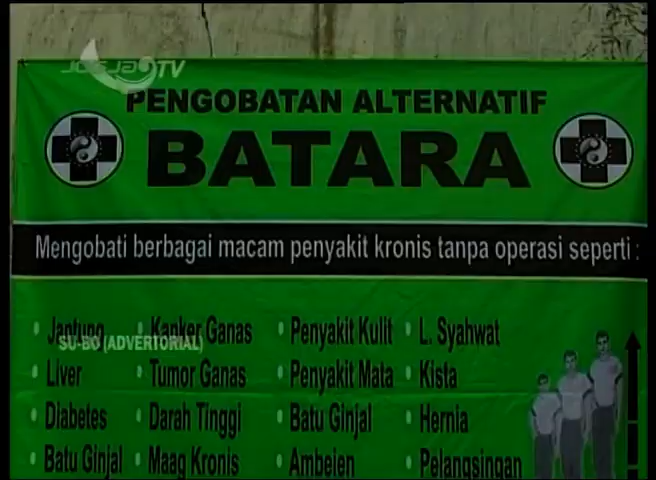 JOGJA TV
PENGOBATAN ALTERNATIF
BATARA
Mengobati berbagai macam penyakit kronis tanpa operasi seperti :
• Jantung • Kanker Ganas • Penyakit Kulit • L. Syahwat
SU-BO (ADVERTORIAL)
• Liver • Tumor Ganas • Penyakit Mata • Kista
• Diabetes • Darah Tinggi • Batu Ginjal • Hernia
• Batu Ginjal • Maag Kronis • Ambeien • Pelangsingan